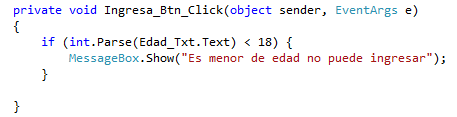 private void Ingresa_Btn_Click(object sender, EventArgs e)
{
if (int.Parse(Edad_Txt.Text) < 18) {
MessageBox.Show("Es menor de edad no puede ingresar");
}
}